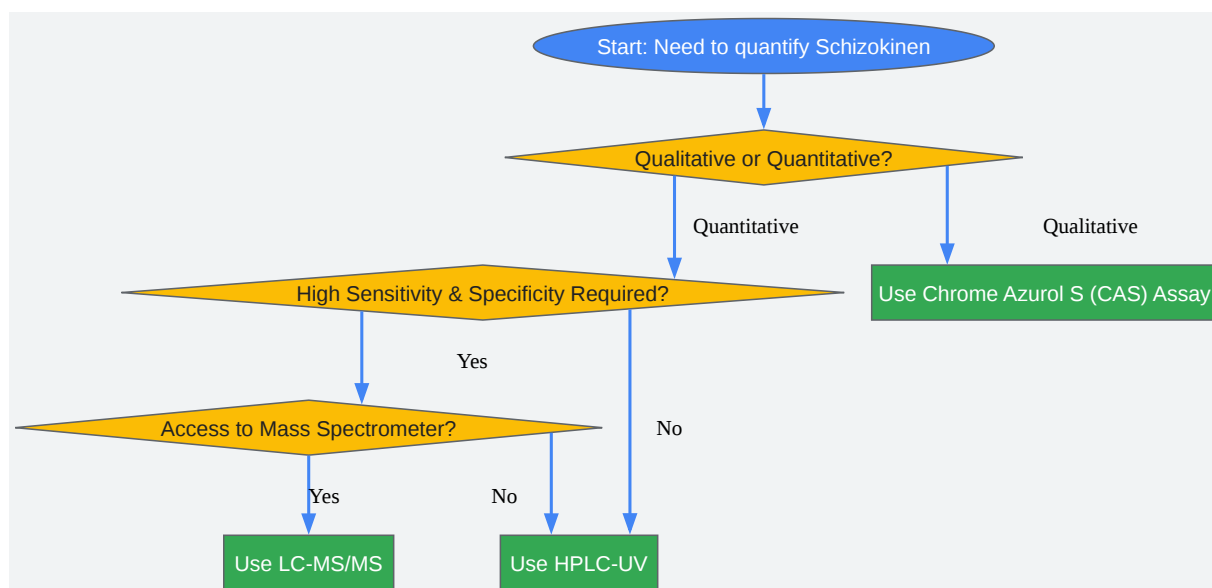 Start: Need to quantify Schizokinen
Qualitative or Quantitative?
Quantitative
Qualitative
High Sensitivity & Specificity Required?
Use Chrome Azurol S (CAS) Assay
Yes
Access to Mass Spectrometer?
No
Yes
No
Use LC-MS/MS
Use HPLC-UV